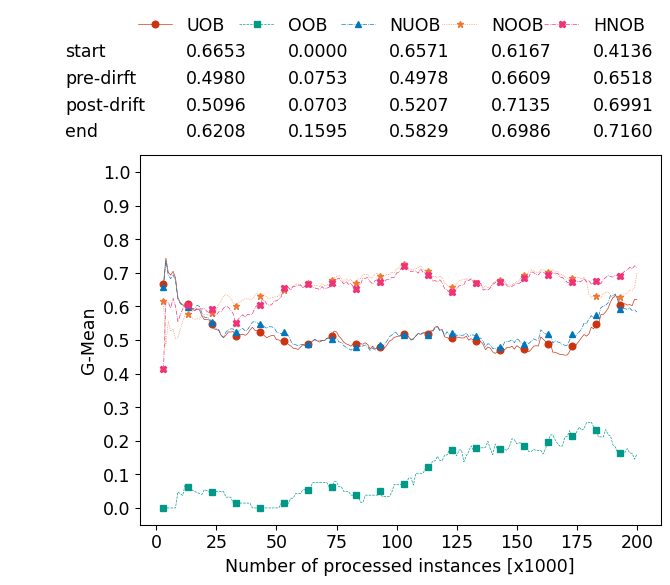 UOB OOB NUOB NOOB HNOB
start 0.6653 0.0000 0.6571 0.6167 0.4136
pre-dirft 0.4980 0.0753 0.4978 0.6609 0.6518
post-drift 0.5096 0.0703 0.5207 0.7135 0.6991
end 0.6208 0.1595 0.5829 0.6986 0.7160
1.0
0.9
0.8
0.7
0.6
0.5
0.4
0.3
0.2
0.1
0.0
G-Mean
0 25 50 75 100 125 150 175 200
Number of processed instances [x1000]